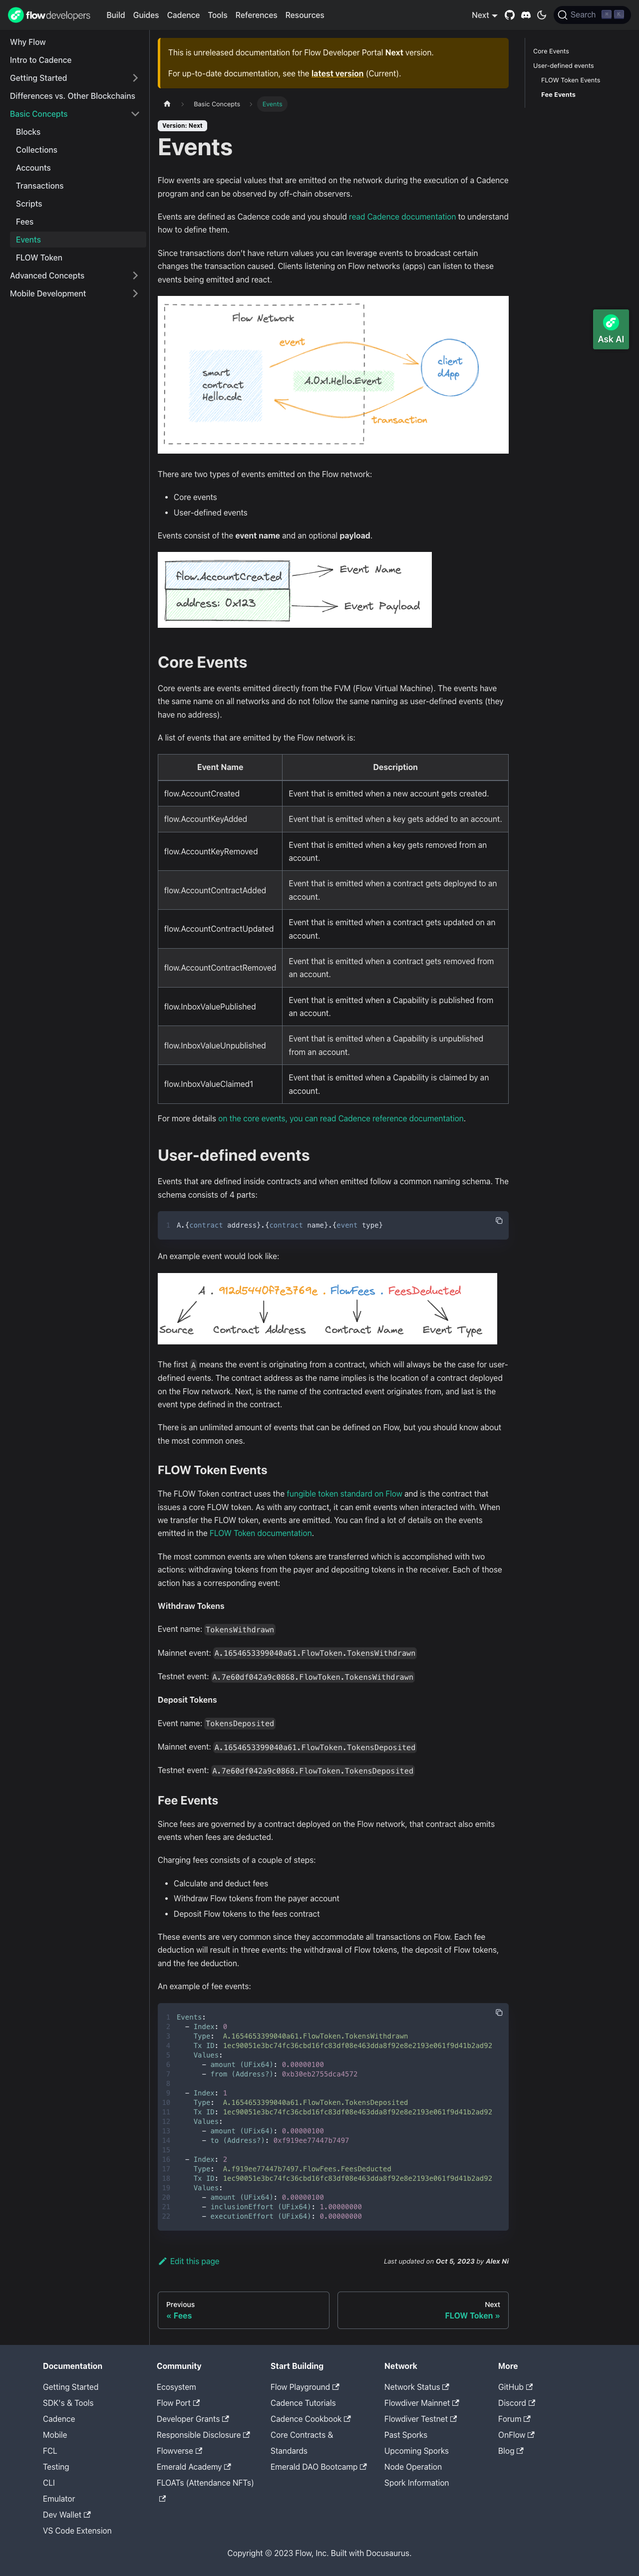 flowdevelopers Build Guides Cadence Tools References Resources Next Search
Why Flow
Intro to Cadence
Getting Started
Differences vs. Other Blockchains
Basic Concepts
Blocks
Collections
Accounts
Transactions
Scripts
Fees
Events
FLOW Token
Advanced Concepts
Mobile Development
This is unreleased documentation for Flow Developer Portal Next version.
For up-to-date documentation, see the latest version (Current).
Basic Concepts Events
Version: Next
Events
Flow events are special values that are emitted on the network during the execution of a Cadence
program and can be observed by off-chain observers.
Events are defined as Cadence code and you should read Cadence documentation to understand
how to define them.
Since transactions don't have return values you can leverage events to broadcast certain
changes the transaction caused. Clients listening on Flow networks (apps) can listen to these
events being emitted and react.
Flow Network
event
smart
contract
Hello.cdc
A.0x1.Hello.Event
client
dApp
transaction
There are two types of events emitted on the Flow network:
• Core events
• User-defined events
Events consist of the event name and an optional payload.
flow.AccountCreated
Event Name
address: 0x123
Event Payload
Core Events
Core events are events emitted directly from the FVM (Flow Virtual Machine). The events have
the same name on all networks and do not follow the same naming as user-defined events (they
have no address).
A list of events that are emitted by the Flow network is:
Event Name Description
flow.AccountCreated Event that is emitted when a new account gets created.
flow.AccountKeyAdded Event that is emitted when a key gets added to an account.
flow.AccountKeyRemoved Event that is emitted when a key gets removed from an
account.
flow.AccountContractAdded Event that is emitted when a contract gets deployed to an
account.
flow.AccountContractUpdated Event that is emitted when a contract gets updated on an
account.
flow.AccountContractRemoved Event that is emitted when a contract gets removed from
an account.
flow.InboxValuePublished Event that is emitted when a Capability is published from
an account.
flow.InboxValueUnpublished Event that is emitted when a Capability is unpublished
from an account.
flow.InboxValueClaimed1 Event that is emitted when a Capability is claimed by an
account.
For more details on the core events, you can read Cadence reference documentation.
User-defined events
Events that are defined inside contracts and when emitted follow a common naming schema. The
schema consists of 4 parts:
1 A.{contract address}.{contract name}.{event type}
An example event would look like:
A . 912d5440f7e3769e . FlowFees . FeesDeducted
Source Contract Address Contract Name Event Type
The first A means the event is originating from a contract, which will always be the case for user-
defined events. The contract address as the name implies is the location of a contract deployed
on the Flow network. Next, is the name of the contracted event originates from, and last is the
event type defined in the contract.
There is an unlimited amount of events that can be defined on Flow, but you should know about
the most common ones.
FLOW Token Events
The FLOW Token contract uses the fungible token standard on Flow and is the contract that
issues a core FLOW token. As with any contract, it can emit events when interacted with. When
we transfer the FLOW token, events are emitted. You can find a lot of details on the events
emitted in the FLOW Token documentation.
The most common events are when tokens are transferred which is accomplished with two
actions: withdrawing tokens from the payer and depositing tokens in the receiver. Each of those
action has a corresponding event:
Withdraw Tokens
Event name: TokensWithdrawn
Mainnet event: A.1654653399040a61.FlowToken.TokensWithdrawn
Testnet event: A.7e60df042a9c0868.FlowToken.TokensWithdrawn
Deposit Tokens
Event name: TokensDeposited
Mainnet event: A.1654653399040a61.FlowToken.TokensDeposited
Testnet event: A.7e60df042a9c0868.FlowToken.TokensDeposited
Fee Events
Since fees are governed by a contract deployed on the Flow network, that contract also emits
events when fees are deducted.
Charging fees consists of a couple of steps:
• Calculate and deduct fees
• Withdraw Flow tokens from the payer account
• Deposit Flow tokens to the fees contract
These events are very common since they accommodate all transactions on Flow. Each fee
deduction will result in three events: the withdrawal of Flow tokens, the deposit of Flow tokens,
and the fee deduction.
An example of fee events:
1 Events:
2 - Index: 0
3 Type: A.1654653399040a61.FlowToken.TokensWithdrawn
4 Tx ID: 1ec90051e3bc74fc36cbd16fc83df08e463dda8f92e8e2193e061f9d41b2ad92
5 Values:
6 - amount (UFix64): 0.00000100
7 - from (Address?): 0xb30eb2755dca4572
8
9 - Index: 1
10 Type: A.1654653399040a61.FlowToken.TokensDeposited
11 Tx ID: 1ec90051e3bc74fc36cbd16fc83df08e463dda8f92e8e2193e061f9d41b2ad92
12 Values:
13 - amount (UFix64): 0.00000100
14 - to (Address?): 0xf919ee77447b7497
15
16 - Index: 2
17 Type: A.f919ee77447b7497.FlowFees.FeesDeducted
18 Tx ID: 1ec90051e3bc74fc36cbd16fc83df08e463dda8f92e8e2193e061f9d41b2ad92
19 Values:
20 - amount (UFix64): 0.00000100
21 - inclusionEffort (UFix64): 1.00000000
22 - executionEffort (UFix64): 0.00000000
Edit this page Last updated on Oct 5, 2023 by Alex Ni
Previous
« Fees
Next
FLOW Token »
Core Events
User-defined events
FLOW Token Events
Fee Events
Ask AI
Documentation
Getting Started
SDK's & Tools
Cadence
Mobile
FCL
Testing
CLI
Emulator
Dev Wallet
VS Code Extension
Community
Ecosystem
Flow Port
Developer Grants
Responsible Disclosure
Flowverse
Emerald Academy
FLOATs (Attendance NFTs)
Start Building
Flow Playground
Cadence Tutorials
Cadence Cookbook
Core Contracts &
Standards
Emerald DAO Bootcamp
Network
Network Status
Flowdiver Mainnet
Flowdiver Testnet
Past Sporks
Upcoming Sporks
Node Operation
Spork Information
More
GitHub
Discord
Forum
OnFlow
Blog
Copyright © 2023 Flow, Inc. Built with Docusaurus.